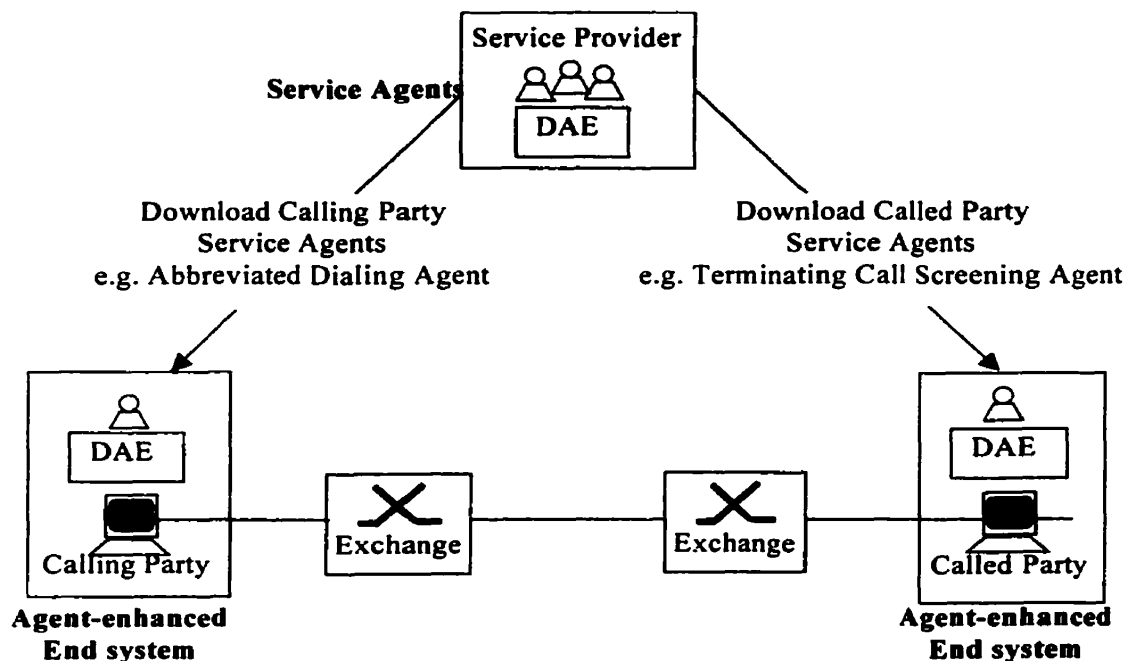 Service Provider
Service Agents
DAE
Download Calling Party
Service Agents
e.g. Abbreviated Dialing Agent
Download Called Party
Service Agents
e.g. Terminating Call Screening Agent
DAE
Calling Party
Agent-enhanced
End system
Exchange
Exchange
DAE
Called Party
Agent-enhanced
End system